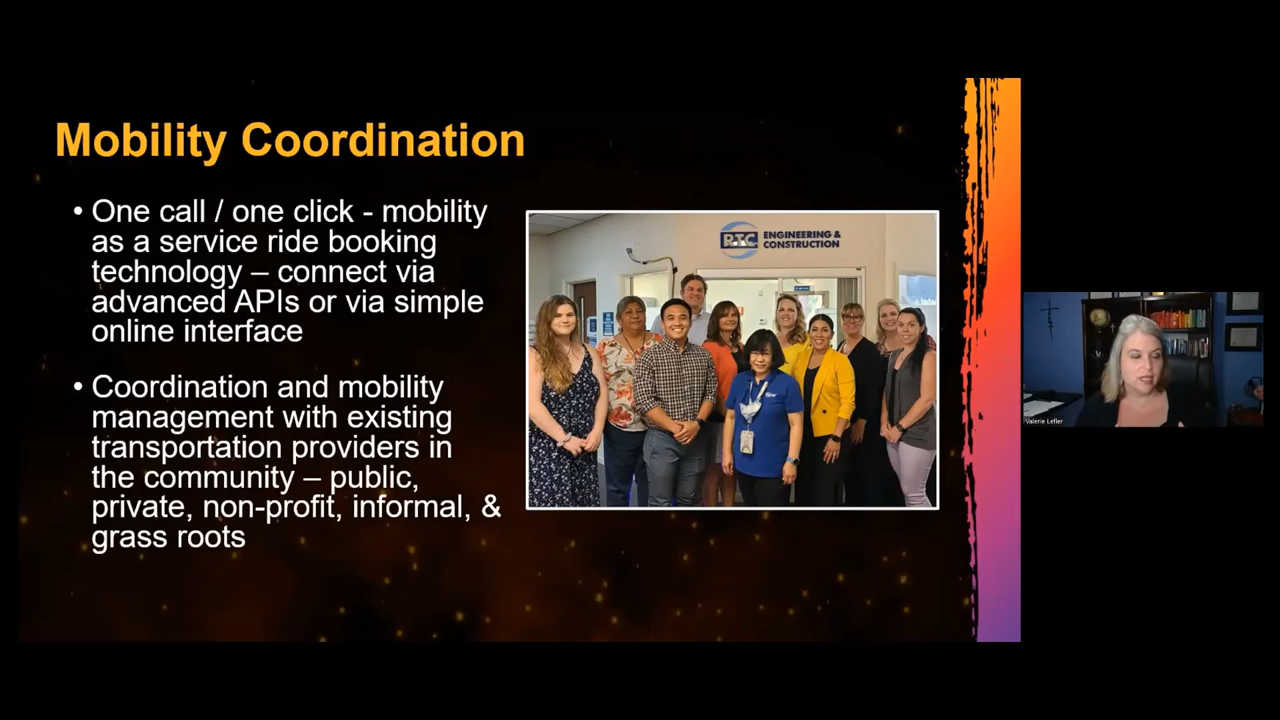 Mobility Coordination
• One call / one click - mobility
as a service ride booking
technology – connect via
advanced APIs or via simple
online interface
• Coordination and mobility
management with existing
transportation providers in
the community – public,
private, non-profit, informal, &
grass roots
RTC ENGINEERING &
CONSTRUCTION
Valerie Lefler